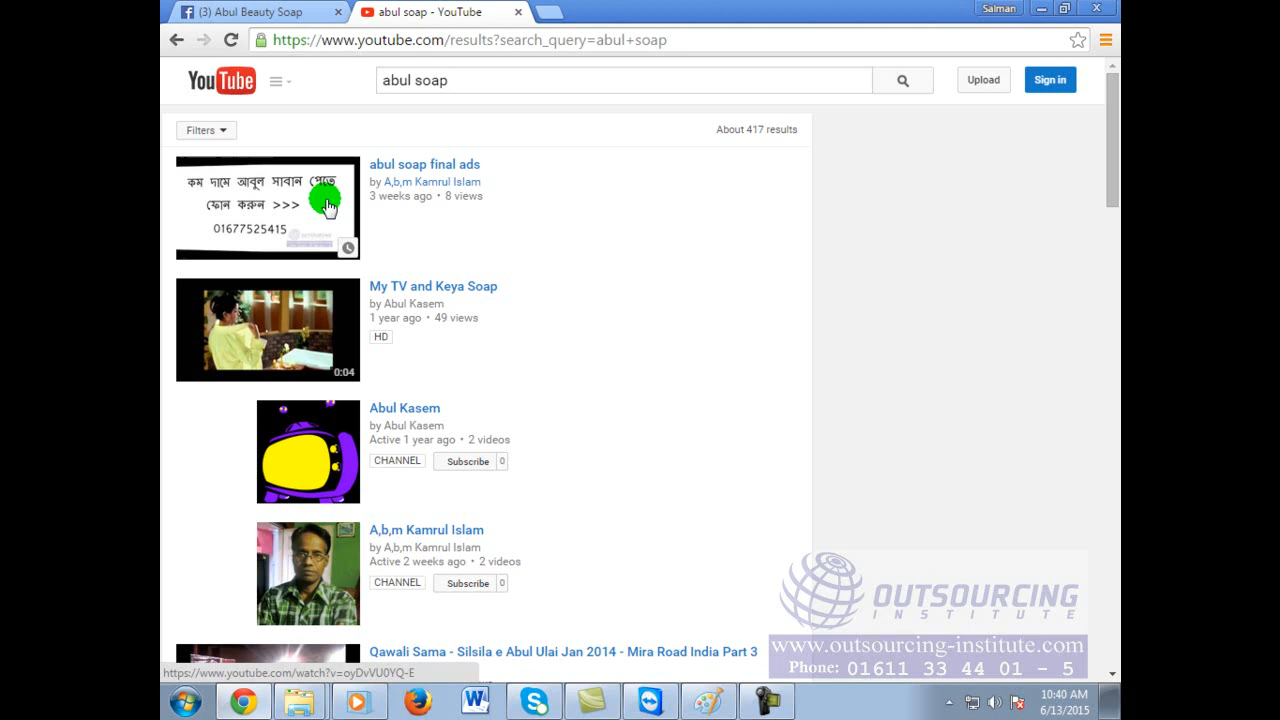 (3) Abul Beauty Soap
abul soap - YouTube
Salman
https://www.youtube.com/results?search_query=abul+soap
YouTube
abul soap
Upload
Sign in
Filters
About 417 results
কম দামে আবুল সাবান পেতে
ফোন করুন >>>
01677525415
abul soap final ads
by A,b,m Kamrul Islam
3 weeks ago • 8 views
My TV and Keya Soap
by Abul Kasem
1 year ago • 49 views
HD
0:04
Abul Kasem
by Abul Kasem
Active 1 year ago • 2 videos
CHANNEL
Subscribe 0
A,b,m Kamrul Islam
by A,b,m Kamrul Islam
Active 2 weeks ago • 2 videos
CHANNEL
Subscribe 0
Qawali Sama - Silsila e Abul Ulai Jan 2014 - Mira Road India Part 3
OUTSOURCING
INSTITUTE
www.outsourcing-institute.com
Phone: 01611 33 44 01 - 5
https://www.youtube.com/watch?v=oyDvVU0YQ-E
10:40 AM
6/13/2015